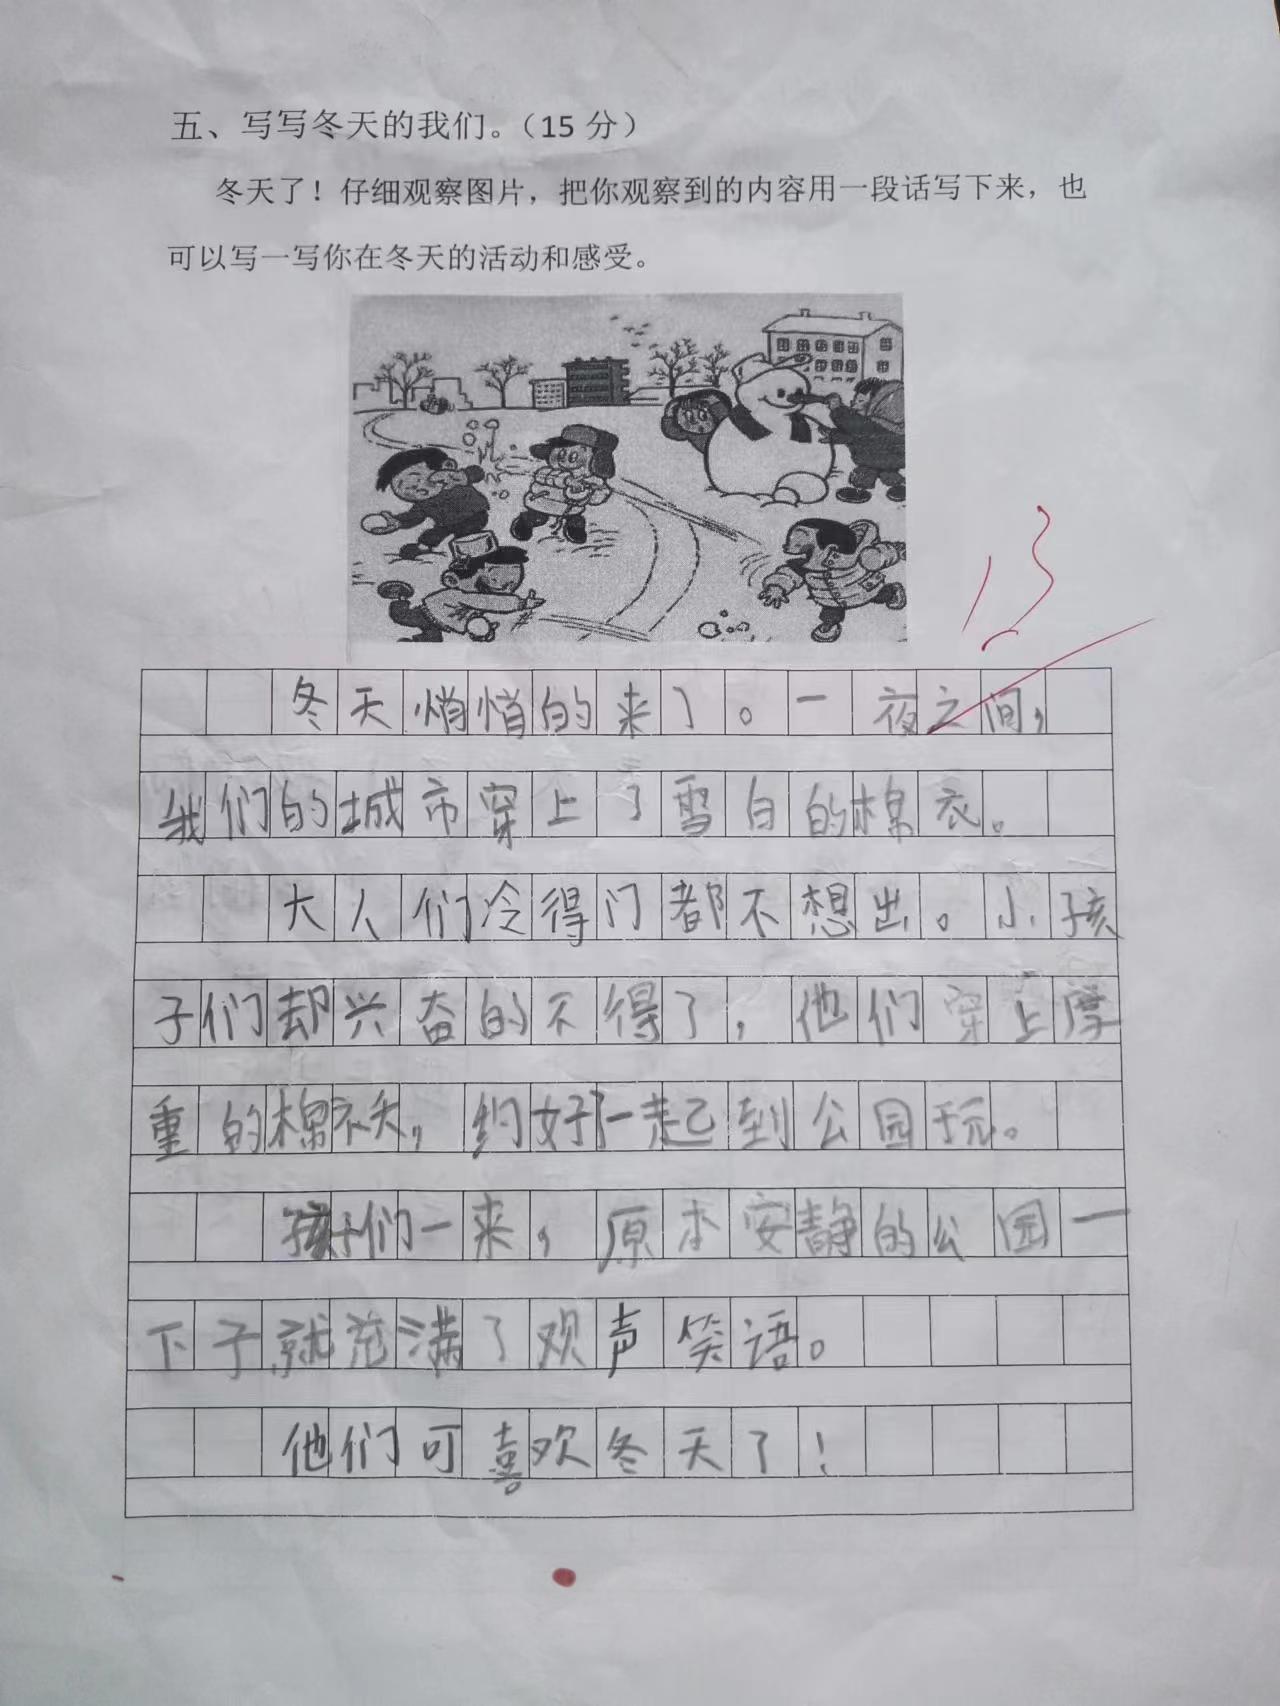 五、写写冬天的我们。（15 分）
冬天了！仔细观察图片，把你观察到的内容用一段话写下来，也
可以写一写你在冬天的活动和感受。
13
冬天悄悄的来了。一夜之间，
我们的城市穿上了雪白的棉衣。
大人们冷得门都不想出。小孩
子们却兴奋的不得了，他们穿上厚
重的棉袄，约好了一起到公园玩。
孩子们一来，原本安静的公园一
下子就充满了欢声笑语。
他们可喜欢冬天了！